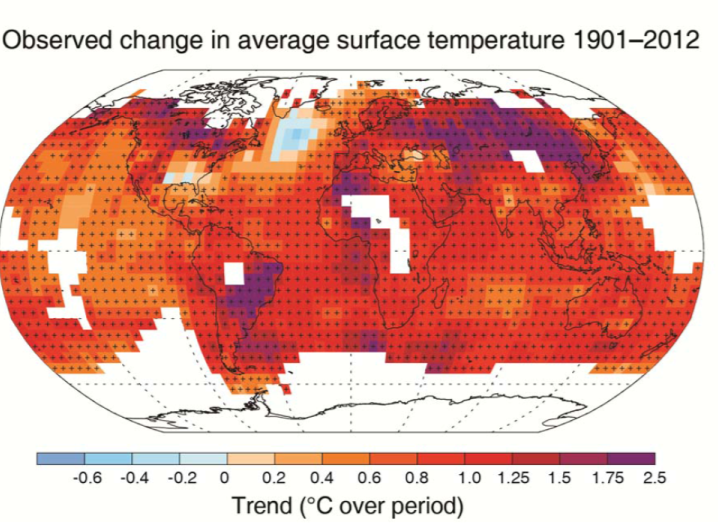 Observed change in average surface temperature 1901–2012
-0.6 -0.4 -0.2 0 0.2 0.4 0.6 0.8 1.0 1.25 1.5 1.75 2.5
Trend (°C over period)